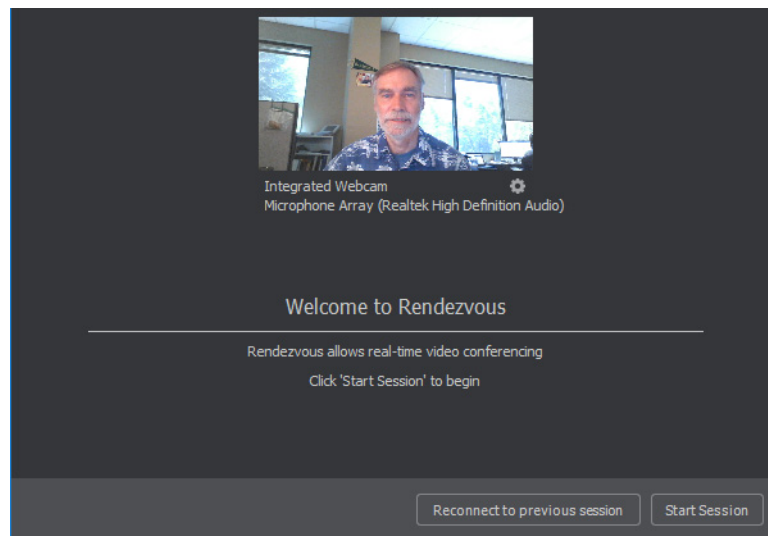 Integrated Webcam
Microphone Array (Realtek High Definition Audio)
Welcome to Rendezvous
Rendezvous allows real-time video conferencing
Click 'Start Session' to begin
Reconnect to previous session
Start Session